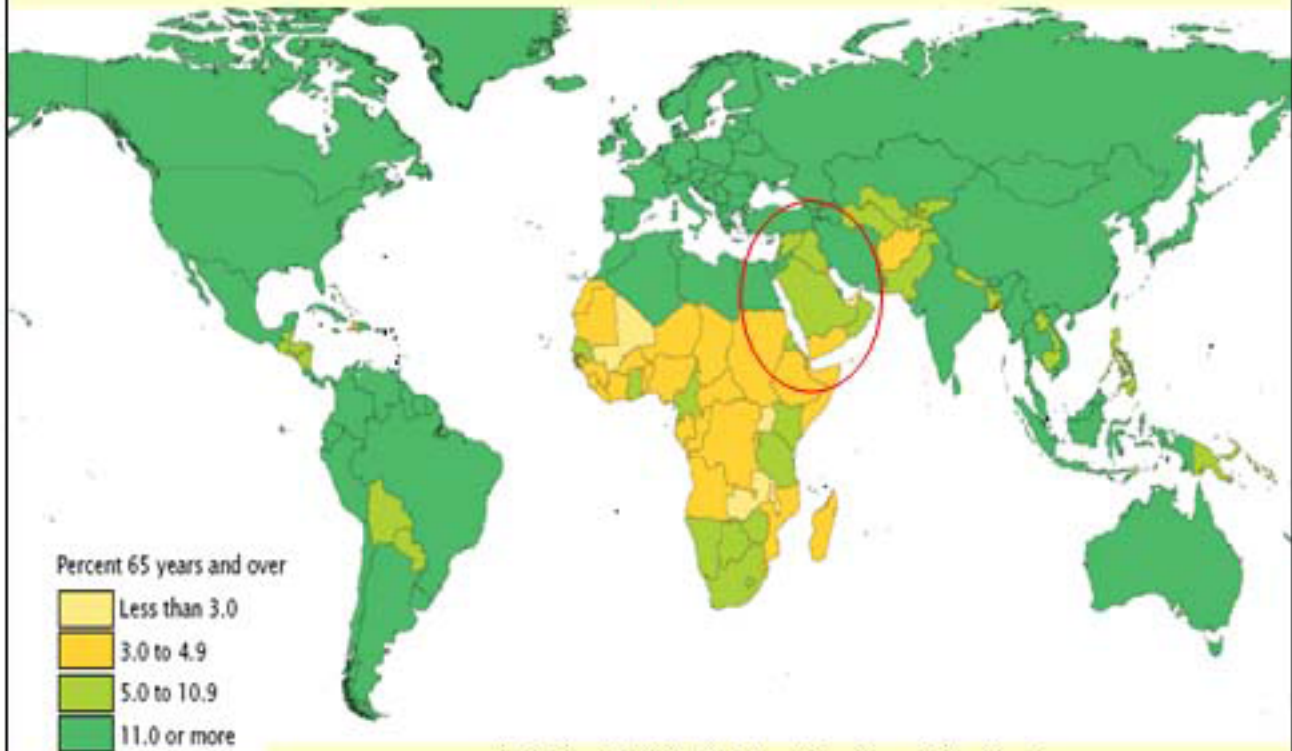 Percent 65 years and over
Less than 3.0
3.0 to 4.9
5.0 to 10.9
11.0 or more